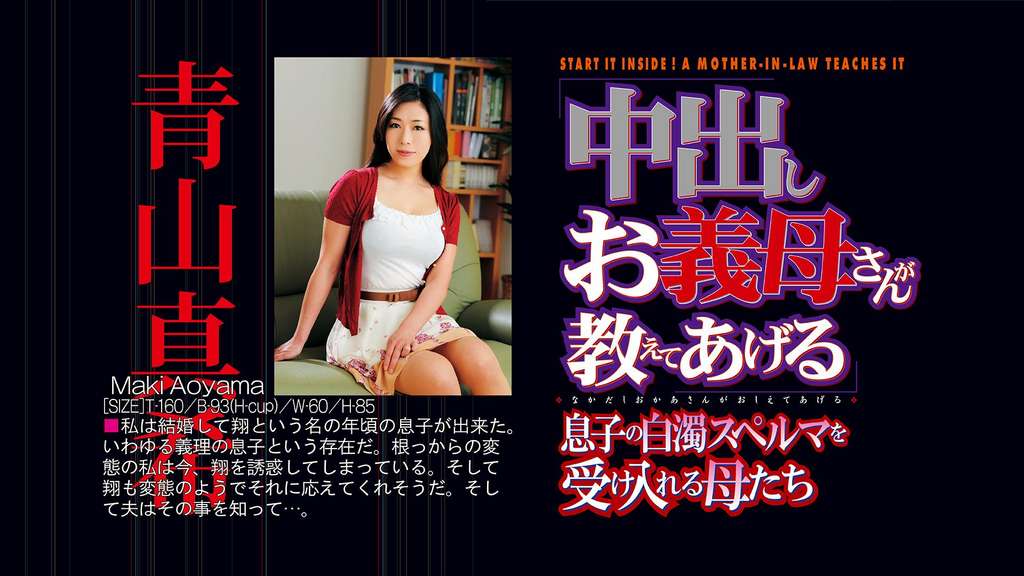 青山真希
Maki Aoyama
[SIZE]T・160／B・93(H・cup)／W・60／H・85
■私は結婚して翔という名の年頃の息子が出来た。
いわゆる義理の息子という存在だ。根っからの変
態の私は今、翔を誘惑してしまっている。そして
翔も変態のようでそれに応えてくれそうだ。そし
て夫はその事を知って…。
START IT INSIDE! A MOTHER-IN-LAW TEACHES IT
「中出し
お義母さんが
教えてあげる」
なかだしおかあさんがおしえてあげる
息子の白濁スペルマを
受け入れる母たち